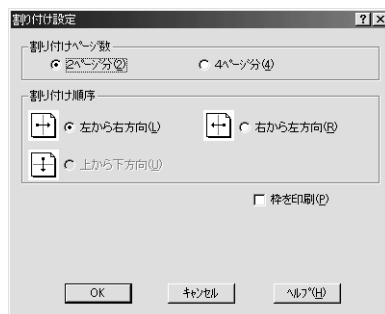 割り付け設定 ? ×
割り付けページ数
2ページ分(2) 4ページ分(4)
割り付け順序
左から右方向(L) 右から左方向(R)
上から下方向(U)
枠を印刷(P)
OK キャンセル ヘルプ(H)